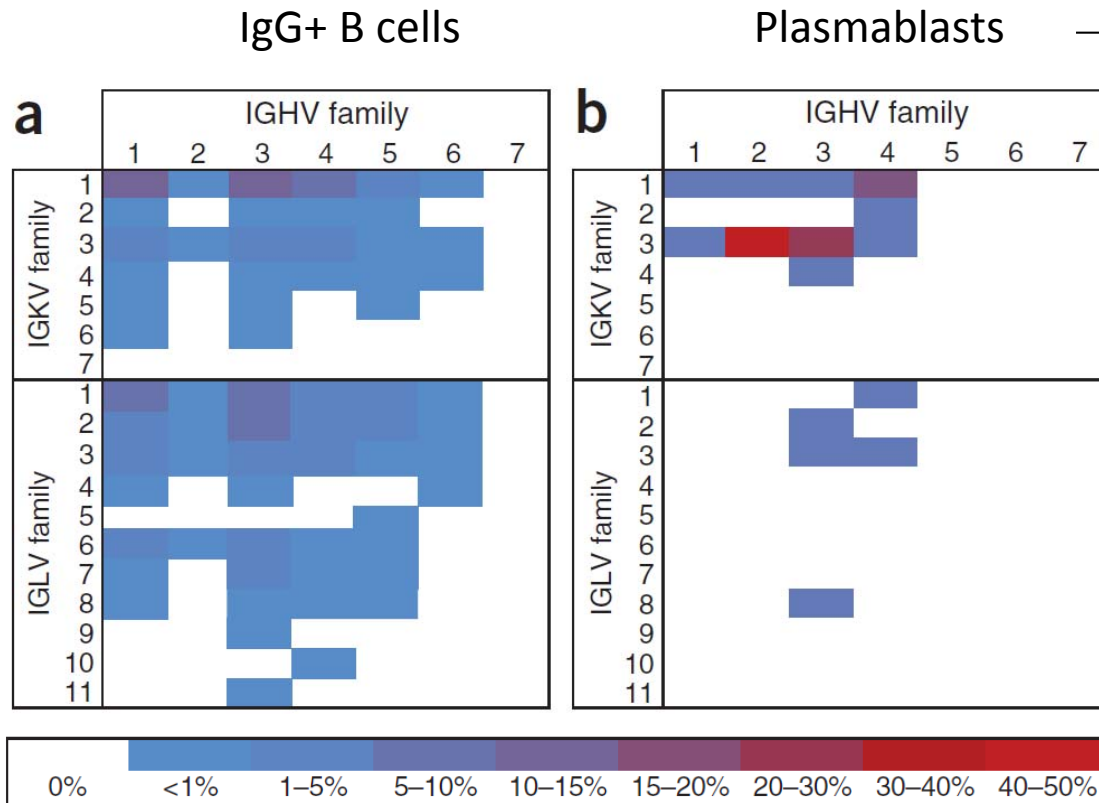 IgG+ B cells
Plasmablasts
a
IGHV family
1 2 3 4 5 6 7
IGKV family
1
2
3
4
5
6
7
IGLV family
1
2
3
4
5
6
7
8
9
10
11
b
IGHV family
1 2 3 4 5 6 7
IGKV family
1
2
3
4
5
6
7
IGLV family
1
2
3
4
5
6
7
8
9
10
11
0% <1% 1–5% 5–10% 10–15% 15–20% 20–30% 30–40% 40–50%